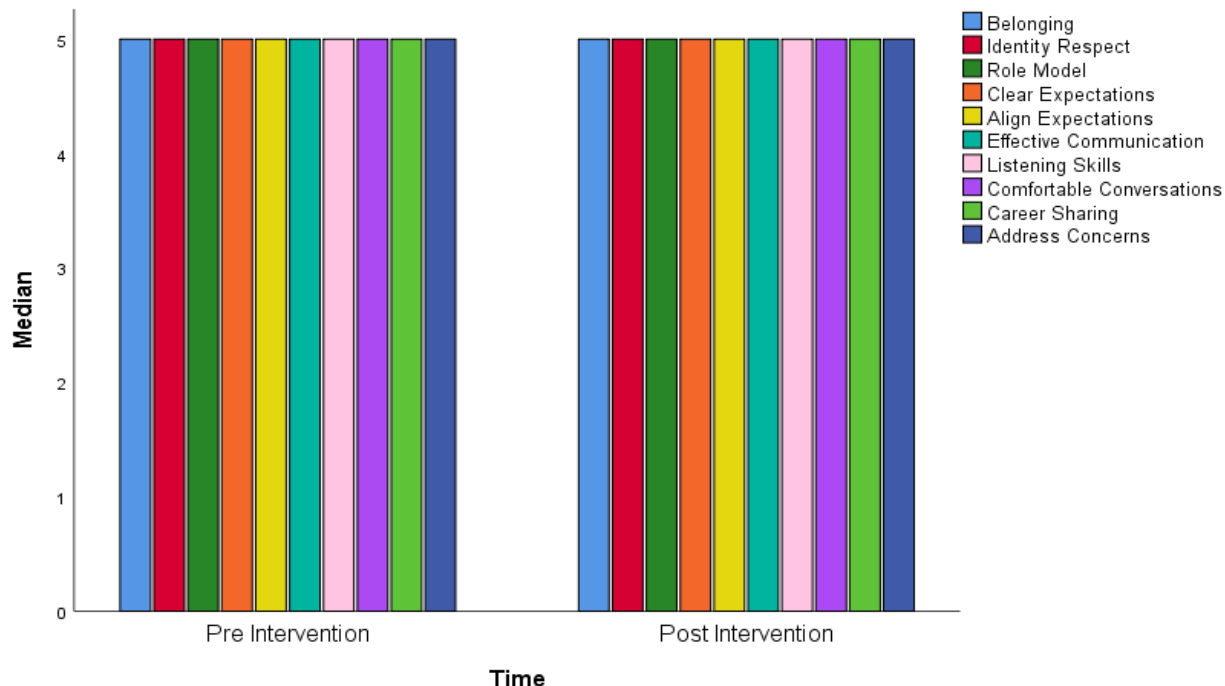 5
4
3
2
1
0
Median
Pre Intervention
Post Intervention
Time
Belonging
Identity Respect
Role Model
Clear Expectations
Align Expectations
Effective Communication
Listening Skills
Comfortable Conversations
Career Sharing
Address Concerns